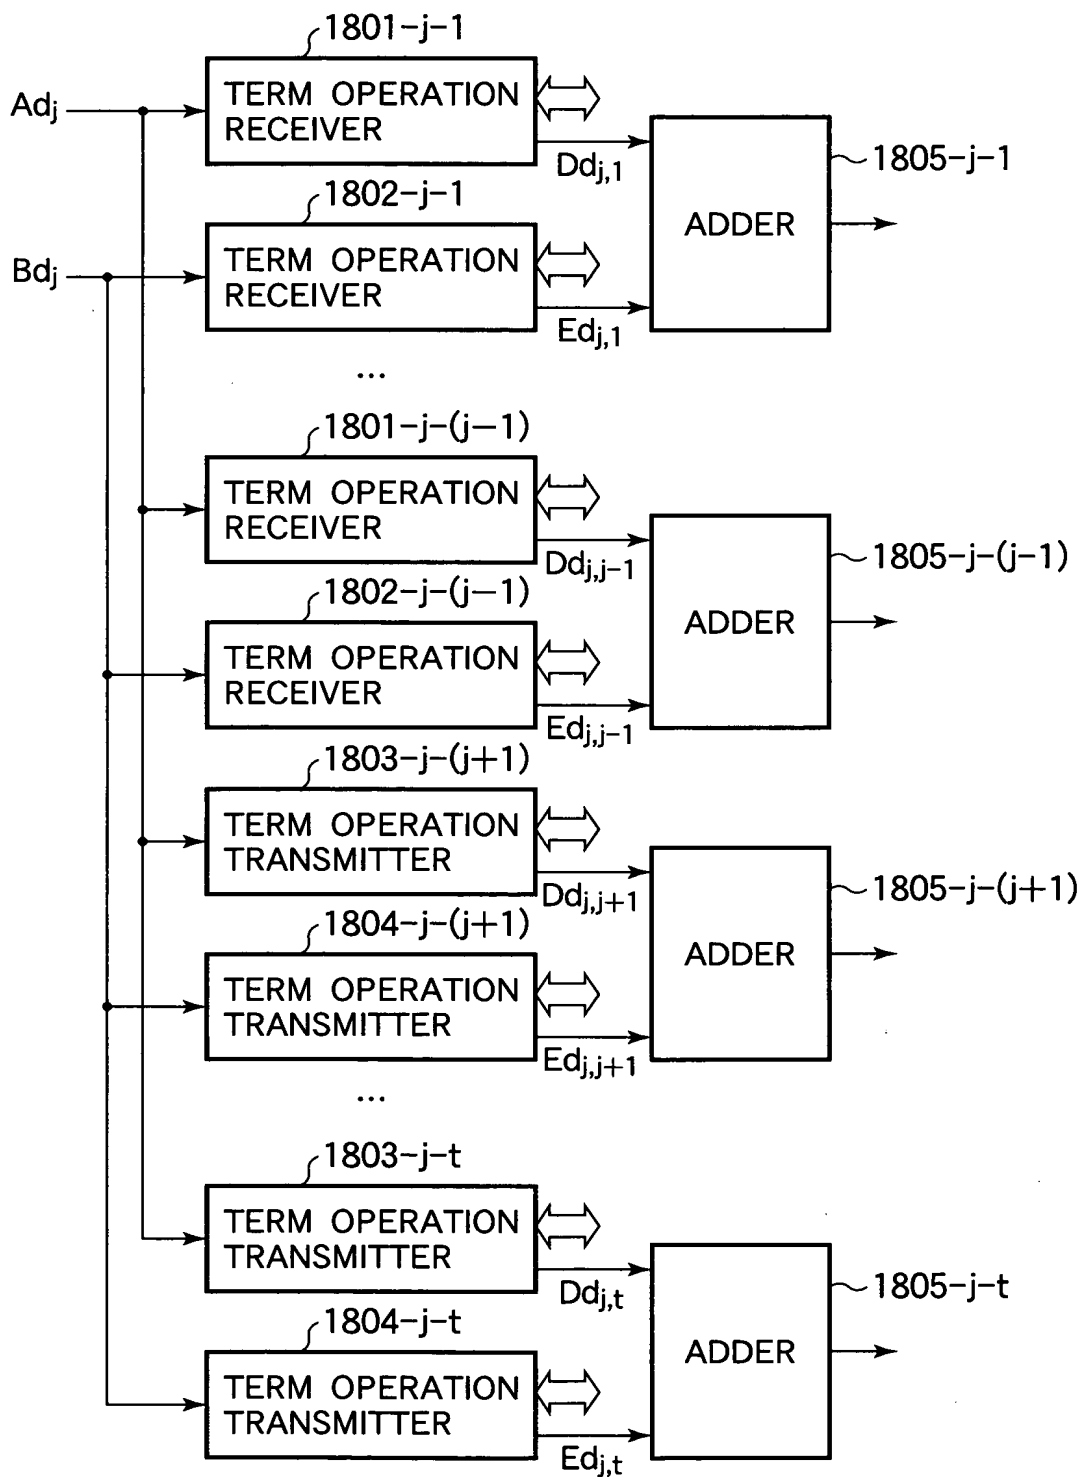 1801-j-1
Adj
TERM OPERATION
RECEIVER
Ddj,1
1805-j-1
ADDER
1802-j-1
Bdj
TERM OPERATION
RECEIVER
Edj,1
...
1801-j-(j-1)
TERM OPERATION
RECEIVER
Ddj,j-1
1805-j-(j-1)
ADDER
1802-j-(j-1)
TERM OPERATION
RECEIVER
Edj,j-1
1803-j-(j+1)
TERM OPERATION
TRANSMITTER
Ddj,j+1
1805-j-(j+1)
ADDER
1804-j-(j+1)
TERM OPERATION
TRANSMITTER
Edj,j+1
...
1803-j-t
TERM OPERATION
TRANSMITTER
Ddj,t
1805-j-t
ADDER
1804-j-t
TERM OPERATION
TRANSMITTER
Edj,t